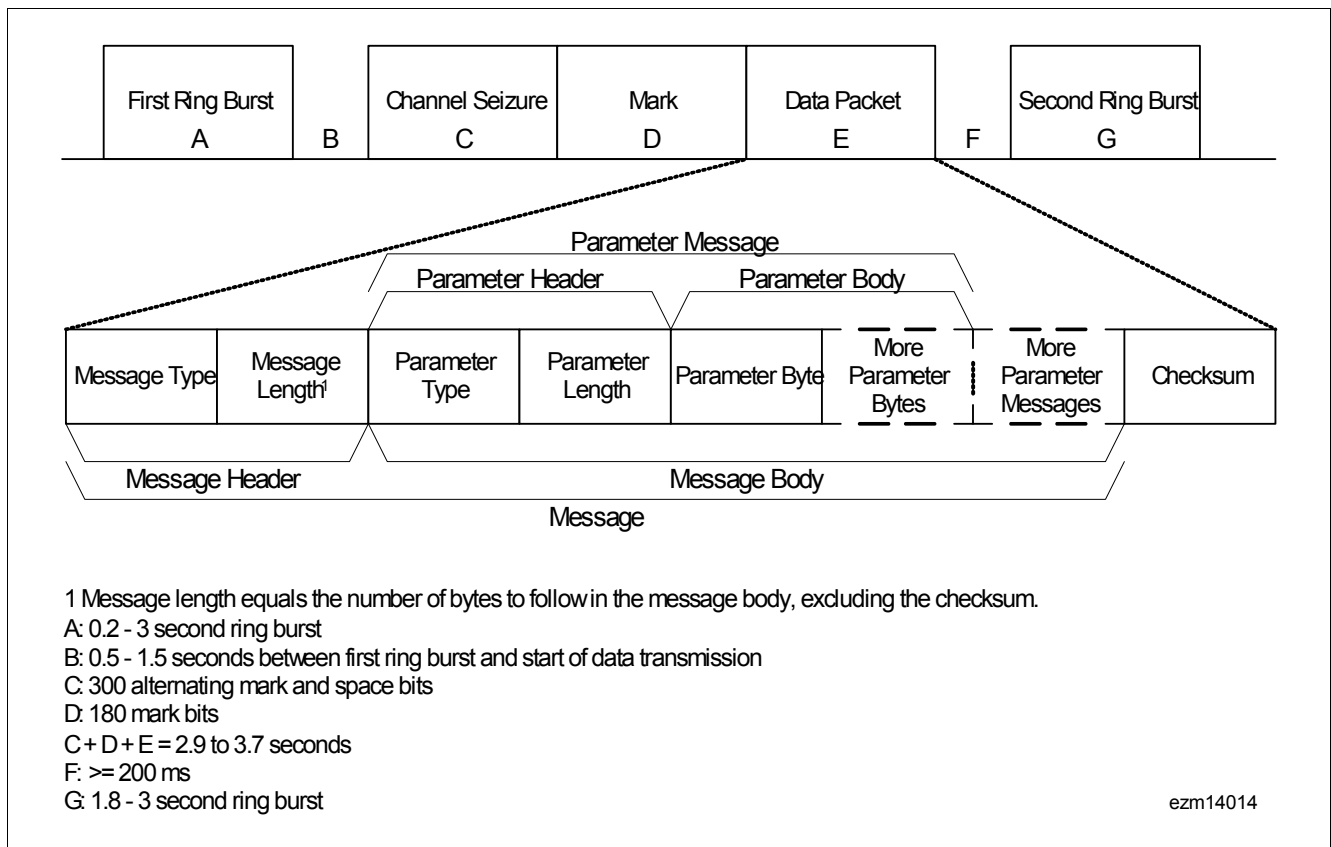 First Ring Burst
A
B
Channel Seizure
C
Mark
D
Data Packet
E
F
Second Ring Burst
G
Parameter Message
Parameter Header
Parameter Body
Message Type
Message
Length¹
Parameter
Type
Parameter
Length
Parameter Byte
More
Parameter
Bytes
More
Parameter
Messages
Checksum
Message Header
Message Body
Message
1 Message length equals the number of bytes to follow in the message body, excluding the checksum.
A: 0.2 - 3 second ring burst
B: 0.5 - 1.5 seconds between first ring burst and start of data transmission
C: 300 alternating mark and space bits
D: 180 mark bits
C + D + E = 2.9 to 3.7 seconds
F: >= 200 ms
G: 1.8 - 3 second ring burst
ezm14014